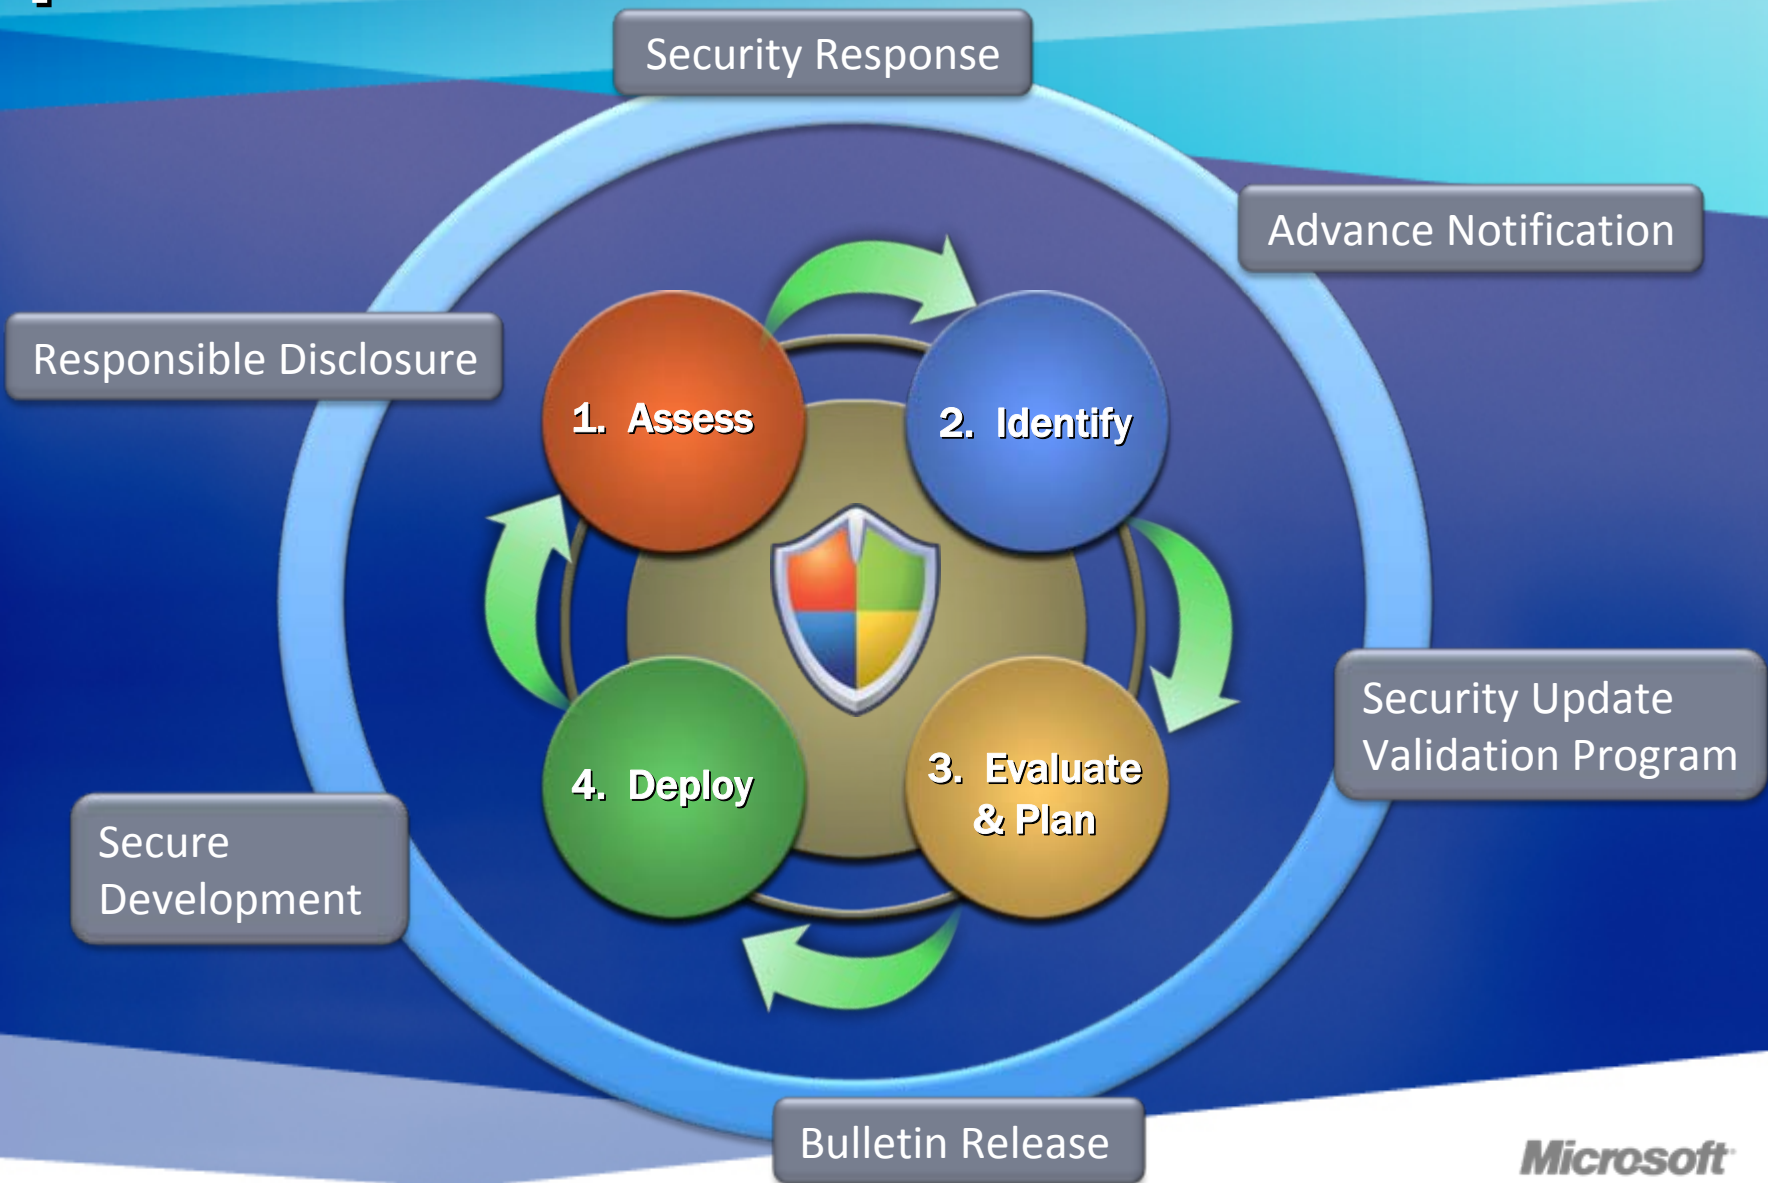 Security Response
Advance Notification
Responsible Disclosure
1. Assess
2. Identify
Security Update
Validation Program
3. Evaluate
& Plan
4. Deploy
Secure
Development
Bulletin Release
Microsoft